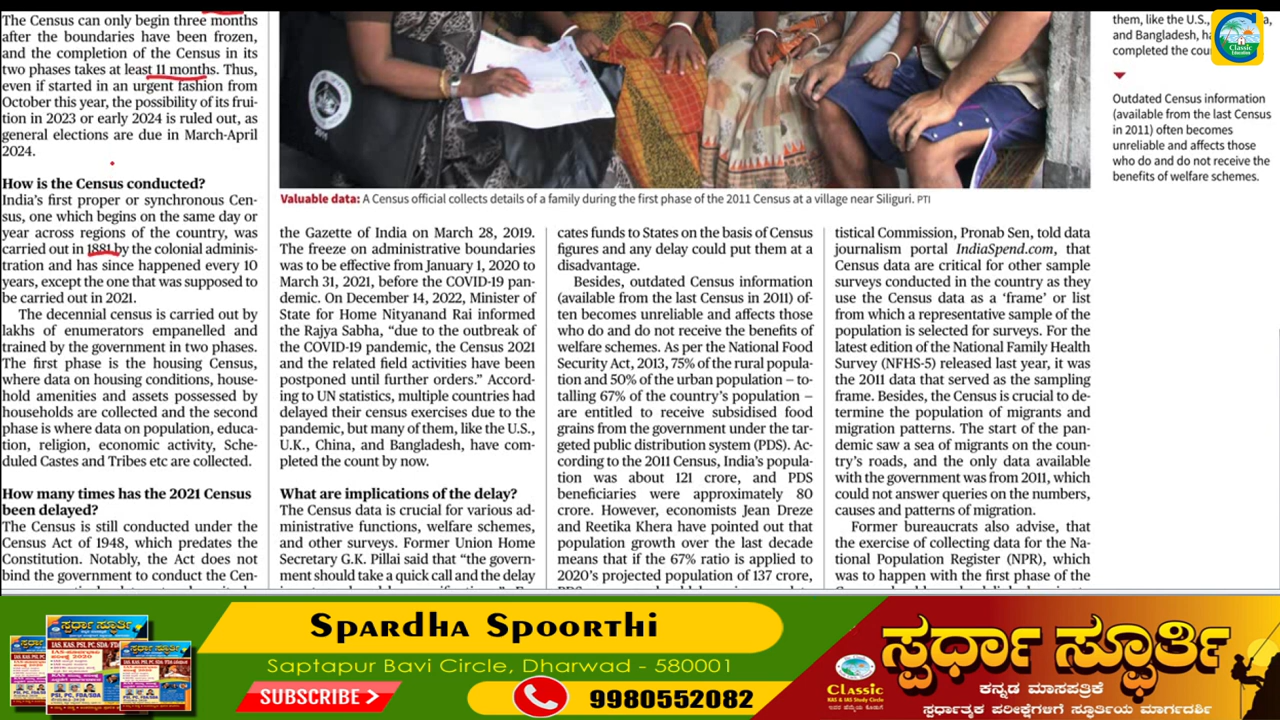 The Census can only begin three months
after the boundaries have been frozen,
and the completion of the Census in its
two phases takes at least 11 months. Thus,
even if started in an urgent fashion from
October this year, the possibility of its frui-
tion in 2023 or early 2024 is ruled out, as
general elections are due in March-April
2024.
How is the Census conducted?
India's first proper or synchronous Cen-
sus, one which begins on the same day or
year across regions of the country, was
carried out in 1881 by the colonial adminis-
tration and has since happened every 10
years, except the one that was supposed to
be carried out in 2021.
The decennial census is carried out by
lakhs of enumerators empanelled and
trained by the government in two phases.
The first phase is the housing Census,
where data on housing conditions, house-
hold amenities and assets possessed by
households are collected and the second
phase is where data on population, educa-
tion, religion, economic activity, Sche-
duled Castes and Tribes etc are collected.
How many times has the 2021 Census
been delayed?
The Census is still conducted under the
Census Act of 1948, which predates the
Constitution. Notably, the Act does not
bind the government to conduct the Cen-
Valuable data: A Census official collects details of a family during the first phase of the 2011 Census at a village near Siliguri. PTI
the Gazette of India on March 28, 2019.
The freeze on administrative boundaries
was to be effective from January 1, 2020 to
March 31, 2021, before the COVID-19 pan-
demic. On December 14, 2022, Minister of
State for Home Nityanand Rai informed
the Rajya Sabha, "due to the outbreak of
the COVID-19 pandemic, the Census 2021
and the related field activities have been
postponed until further orders." Accord-
ing to UN statistics, multiple countries had
delayed their census exercises due to the
pandemic, but many of them, like the U.S.,
U.K., China, and Bangladesh, have com-
pleted the count by now.
What are implications of the delay?
The Census data is crucial for various ad-
ministrative functions, welfare schemes,
and other surveys. Former Union Home
Secretary G.K. Pillai said that "the govern-
ment should take a quick call and the delay
cates funds to States on the basis of Census
figures and any delay could put them at a
disadvantage.
Besides, outdated Census information
(available from the last Census in 2011) of-
ten becomes unreliable and affects those
who do and do not receive the benefits of
welfare schemes. As per the National Food
Security Act, 2013, 75% of the rural popula-
tion and 50% of the urban population – to-
talling 67% of the country's population –
are entitled to receive subsidised food
grains from the government under the tar-
geted public distribution system (PDS). Ac-
cording to the 2011 Census, India's popula-
tion was about 121 crore, and PDS
beneficiaries were approximately 80
crore. However, economists Jean Dreze
and Reetika Khera have pointed out that
population growth over the last decade
means that if the 67% ratio is applied to
2020's projected population of 137 crore,
tistical Commission, Pronab Sen, told data
journalism portal IndiaSpend.com, that
Census data are critical for other sample
surveys conducted in the country as they
use the Census data as a 'frame' or list
from which a representative sample of the
population is selected for surveys. For the
latest edition of the National Family Health
Survey (NFHS-5) released last year, it was
the 2011 data that served as the sampling
frame. Besides, the Census is crucial to de-
termine the population of migrants and
migration patterns. The start of the pan-
demic saw a sea of migrants on the coun-
try's roads, and the only data available
with the government was from 2011, which
could not answer queries on the numbers,
causes and patterns of migration.
Former bureaucrats also advise, that
the exercise of collecting data for the Na-
tional Population Register (NPR), which
was to happen with the first phase of the
them, like the U.S.,
and Bangladesh,
completed the
Outdated Census information
(available from the last Census
in 2011) often becomes
unreliable and affects those
who do and do not receive the
benefits of welfare schemes.
Classic
Education
Spardha Spoorthi
Saptapur Bavi Circle Dharwad - 580001
SUBSCRIBE >
9980552082
Classic
KAS & IAS Study Circle
ಸ್ಪರ್ಧಾ ಸ್ಫೂರ್ತಿ
ಕನ್ನಡ ಮಾಸಪತ್ರಿಕೆ
ಸ್ಪರ್ಧಾತ್ಮಕ ಪರೀಕ್ಷೆಗಳಿಗೆ ಸ್ಫೂರ್ತಿಯ ಮಾರ್ಗದರ್ಶಿ